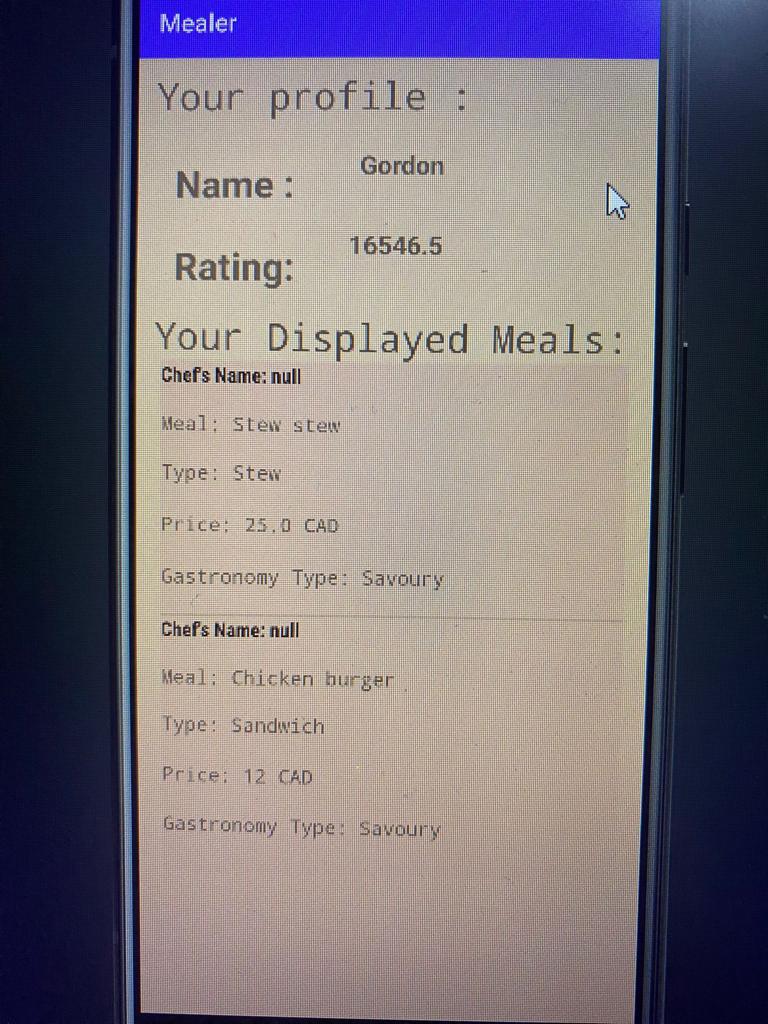 Mealer
Your profile :
Name : Gordon
Rating: 16546.5
Your Displayed Meals:
Chef's Name: null
Meal: Stew stew
Type: Stew
Price: 25.0 CAD
Gastronomy Type: Savoury
Chef's Name: null
Meal: Chicken burger
Type: Sandwich
Price: 12 CAD
Gastronomy Type: Savoury